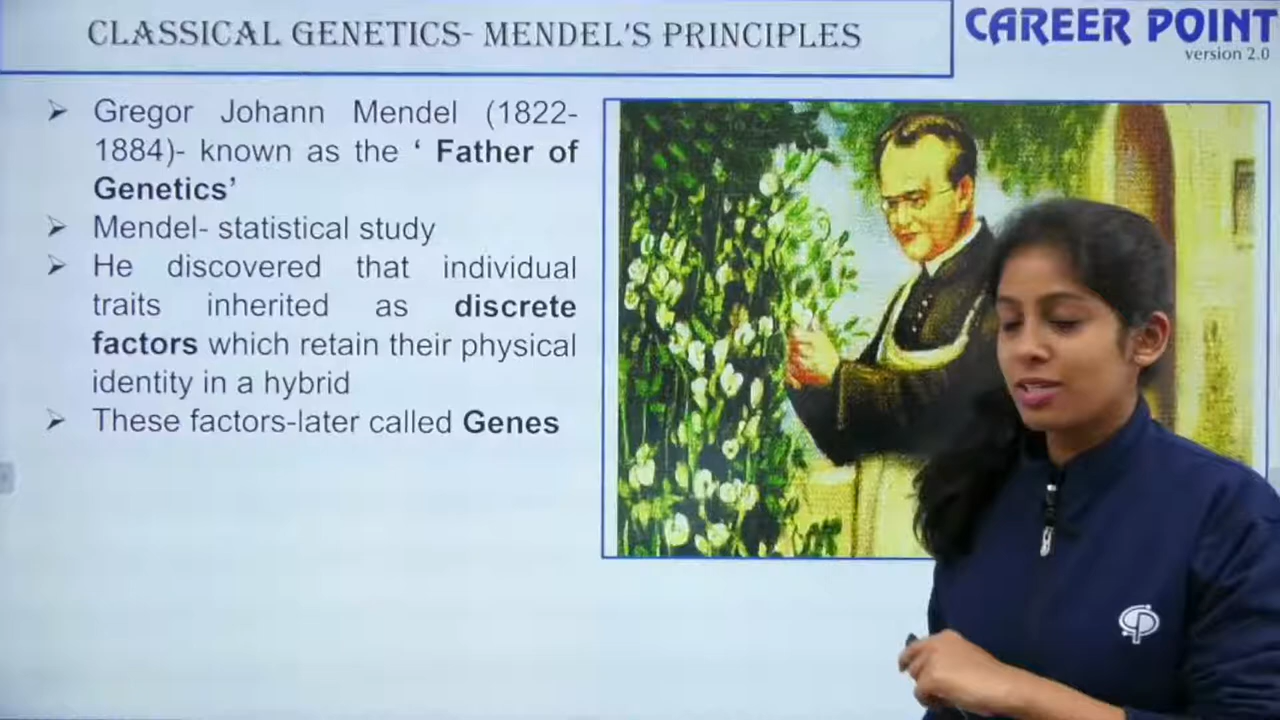 CLASSICAL GENETICS- MENDEL'S PRINCIPLES
CAREER POINT
version 2.0
➢ Gregor Johann Mendel (1822-
1884)- known as the ‘ Father of
Genetics’
➢ Mendel- statistical study
➢ He discovered that individual
traits inherited as discrete
factors which retain their physical
identity in a hybrid
➢ These factors-later called Genes